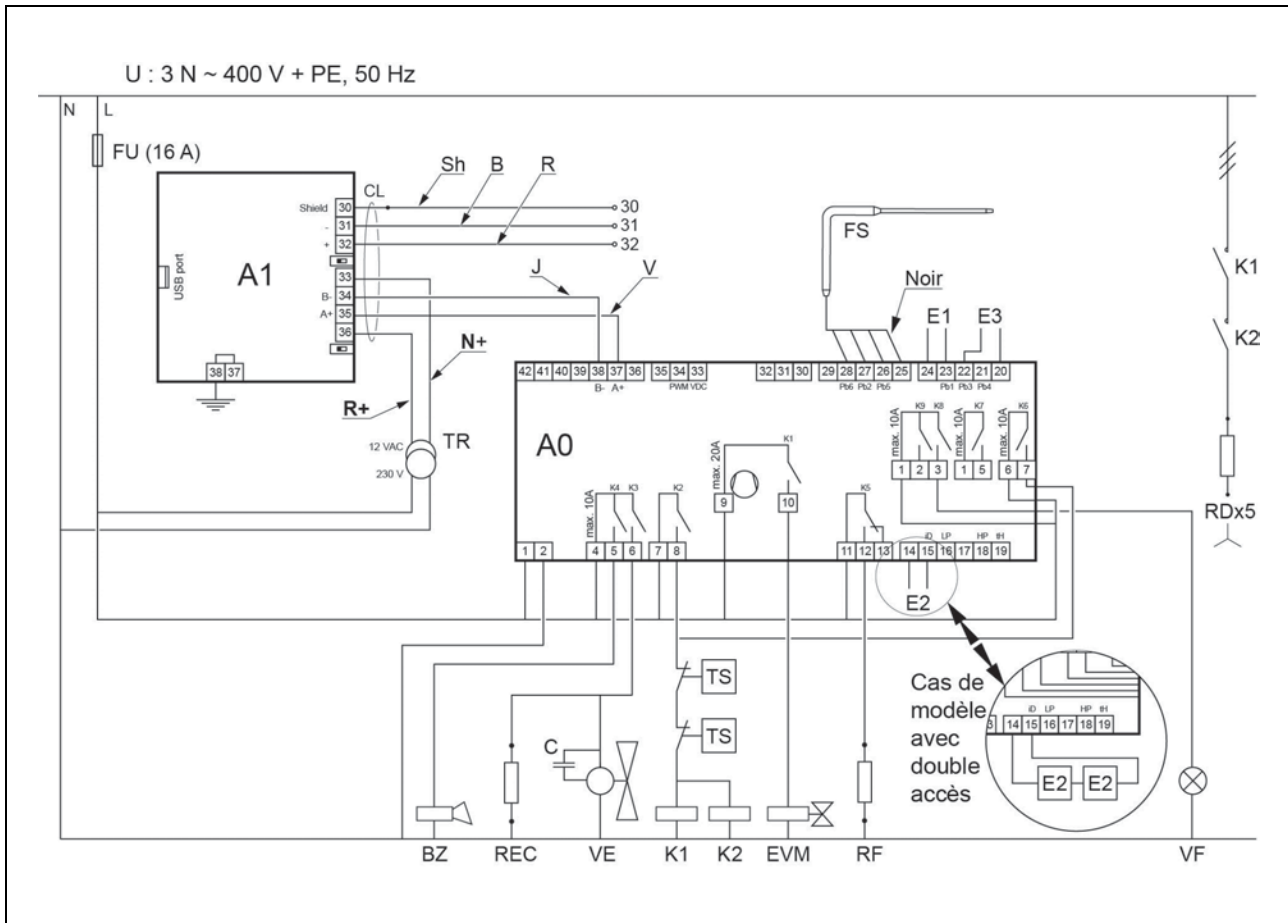 U : 3 N ~ 400 V + PE, 50 Hz
N L
FU (16 A)
Sh B R
CL
Shield 30
- 31
+ 32
33
B- 34
A+ 35
36
USB port
A1
38 37
30
31
32
J V
FS
Noir
E1 E3
K1
K2
RDx5
N+
R+
12 VAC
230 V
TR
42 41 40 39 38 37 36 35 34 33 32 31 30 29 28 27 26 25 24 23 22 21 20
B- A+ PWM VDC Pb6 Pb2 Pb5 Pb1 Pb3 Pb4
A0
max. 10A K9 K8 max. 10A K7 max. 10A K6
1 2 3 1 5 6 7
max. 20A K1
9 10
max. 10A K4 K3 K2 K5
iD LP HP tH
1 2 4 5 6 7 8 11 12 13 14 15 16 17 18 19
E2
TS
TS
C
Cas de
modèle
avec
double
accès
iD LP HP tH
3 14 15 16 17 18 19
E2 E2
BZ REC VE K1 K2 EVM RF VF